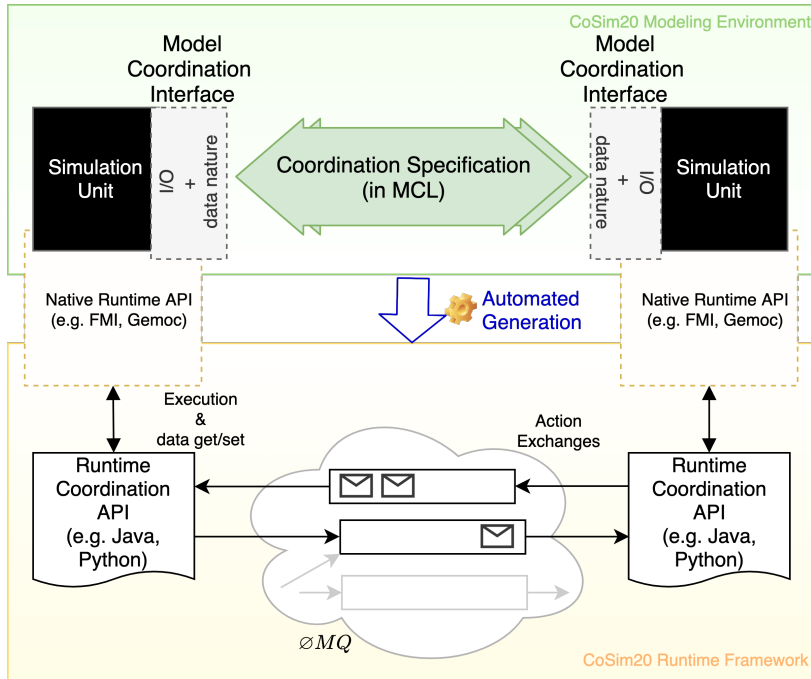 CoSim20 Modeling Environment
Model
Coordination
Interface
Model
Coordination
Interface
Simulation
Unit
I/O
+
data nature
Coordination Specification
(in MCL)
data nature
+
I/O
Simulation
Unit
Native Runtime API
(e.g. FMI, Gemoc)
Automated
Generation
Native Runtime API
(e.g. FMI, Gemoc)
Execution
&
data get/set
Action
Exchanges
Runtime
Coordination
API
(e.g. Java,
Python)
Runtime
Coordination
API
(e.g. Java,
Python)
∅MQ
CoSim20 Runtime Framework